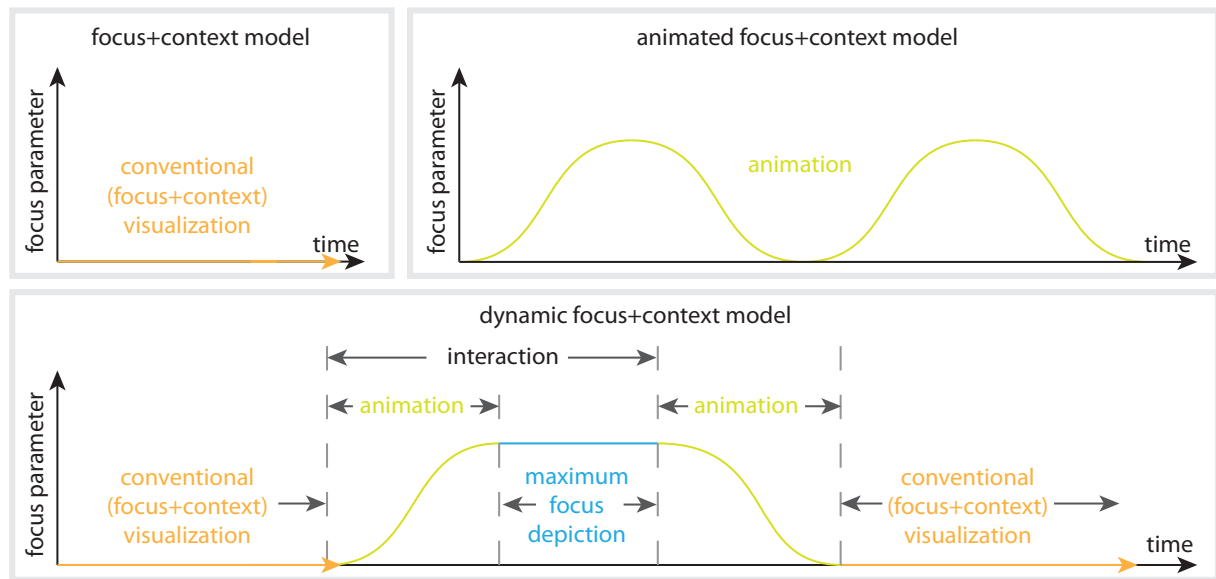 focus+context model
focus parameter
conventional
(focus+context)
visualization
time
animated focus+context model
focus parameter
animation
time
dynamic focus+context model
interaction
animation
animation
focus parameter
conventional
(focus+context)
visualization
maximum
focus
depiction
conventional
(focus+context)
visualization
time